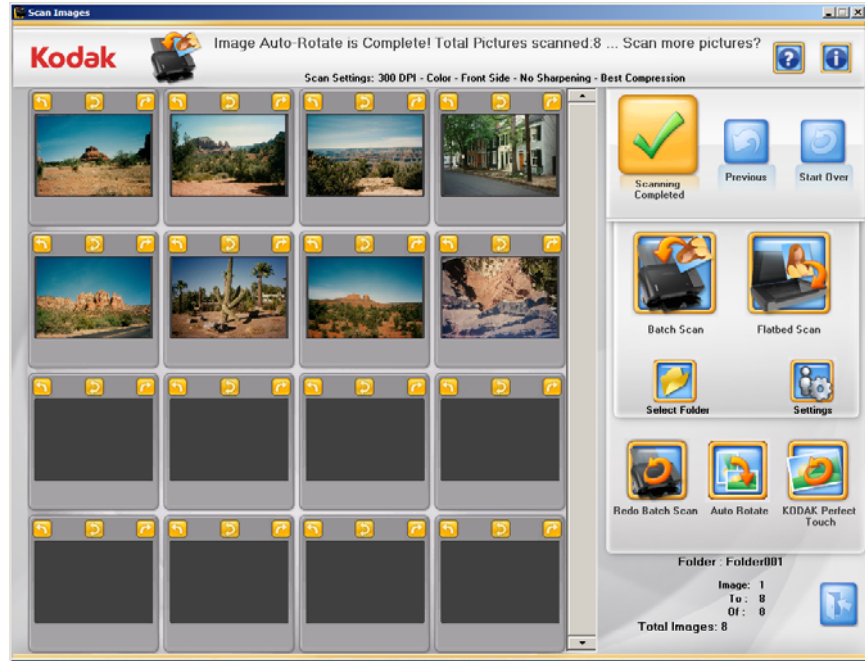 Scan Images
Kodak
Image Auto-Rotate is Complete! Total Pictures scanned:8 ... Scan more pictures?
Scan Settings: 300 DPI - Color - Front Side - No Sharpening - Best Compression
Scanning
Completed
Previous
Start Over
Batch Scan
Flatbed Scan
Select Folder
Settings
Redo Batch Scan
Auto Rotate
KODAK Perfect
Touch
Folder : Folder001
Image: 1
To : 8
Of : 8
Total Images: 8